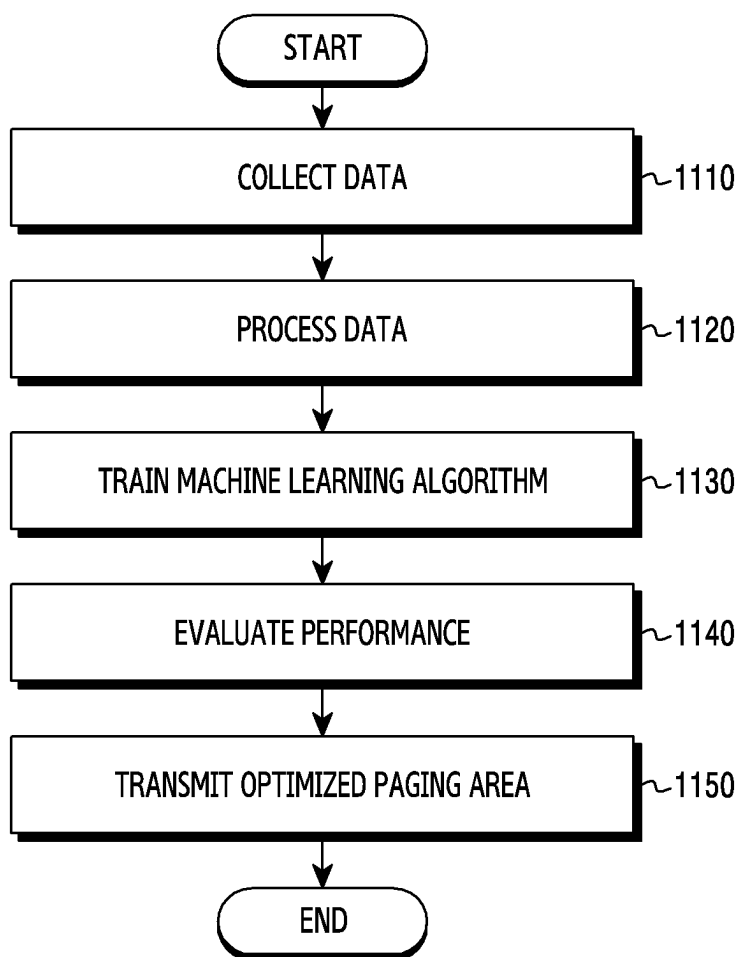 START
COLLECT DATA
1110
PROCESS DATA
1120
TRAIN MACHINE LEARNING ALGORITHM
1130
EVALUATE PERFORMANCE
1140
TRANSMIT OPTIMIZED PAGING AREA
1150
END